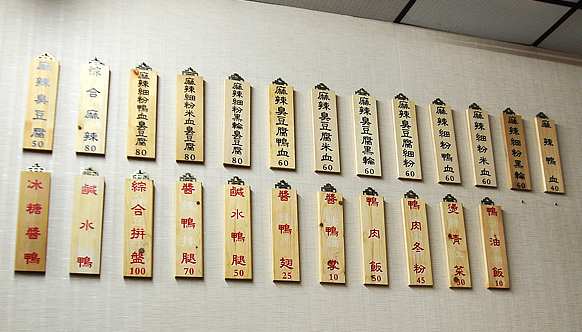 麻辣臭豆腐 50
綜合麻辣 80
麻辣細粉鴨血臭豆腐 80
麻辣細粉米血臭豆腐 80
麻辣細粉黑輪臭豆腐 80
麻辣臭豆腐鴨血 60
麻辣臭豆腐米血 60
麻辣臭豆腐黑輪 60
麻辣臭豆腐細粉 60
麻辣細粉鴨血 60
麻辣細粉米血 60
麻辣細粉黑輪 60
麻辣鴨血 40
冰糖醬鴨
鹹水鴨
綜合拼盤 100
醬鴨腿 70
鹹水鴨腿 50
醬鴨翅 25
醬鴨掌 10
鴨肉飯 50
鴨肉冬粉 45
燙青菜
鴨油飯 10